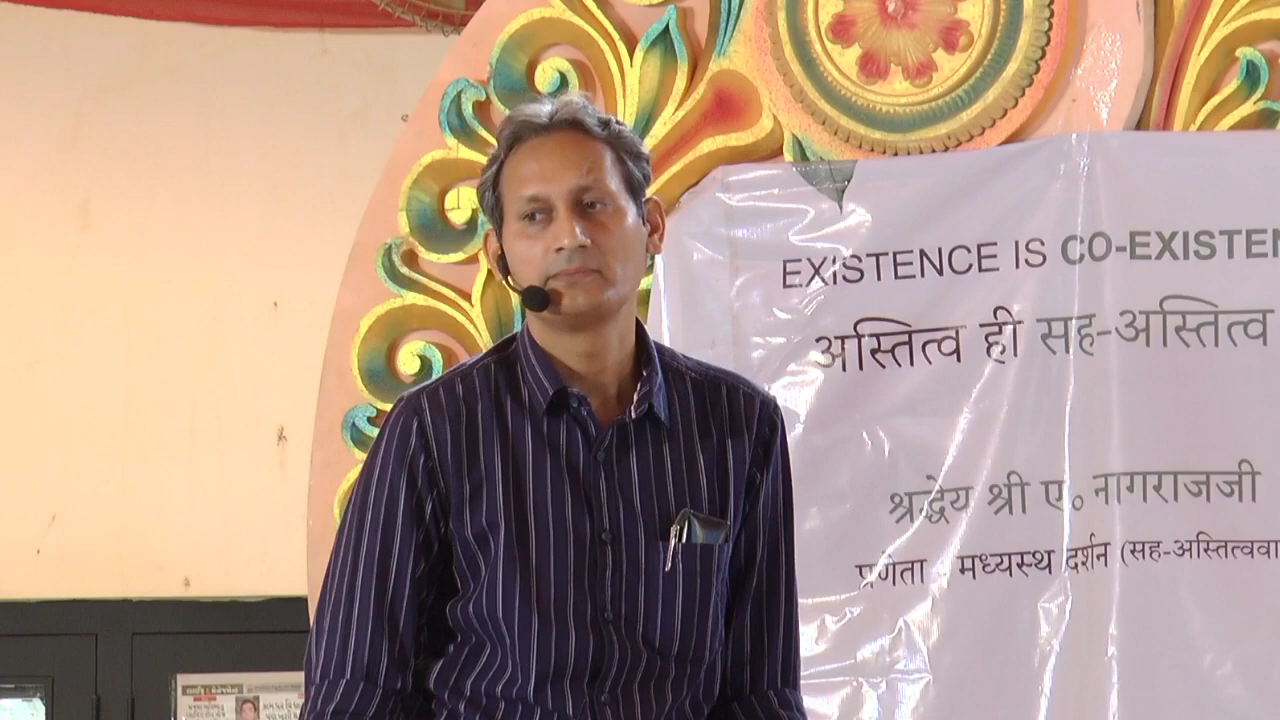 EXISTENCE IS CO-EXISTEN
अस्तित्व ही सह-अस्तित्व
श्रद्धेय श्री ए. नागराजजी
प्रणेता - मध्यस्थ दर्शन (सह-अस्तित्ववा